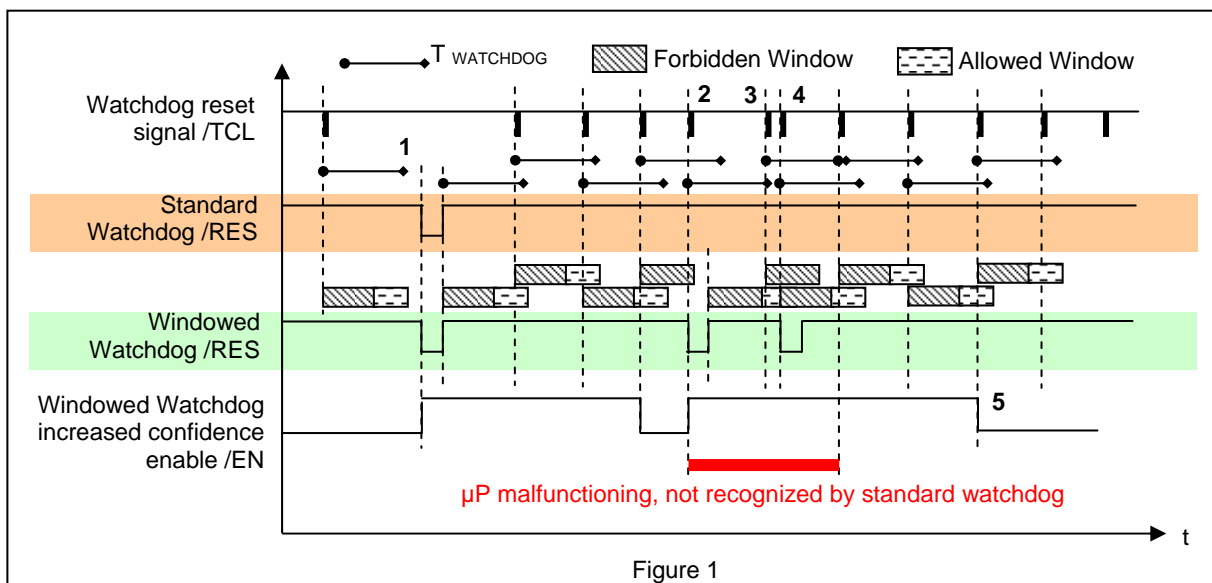 T WATCHDOG
Forbidden Window
Allowed Window
Watchdog reset
signal /TCL
2
3
4
1
Standard
Watchdog /RES
Windowed
Watchdog /RES
Windowed Watchdog
increased confidence
enable /EN
5
µP malfunctioning, not recognized by standard watchdog
t
Figure 1